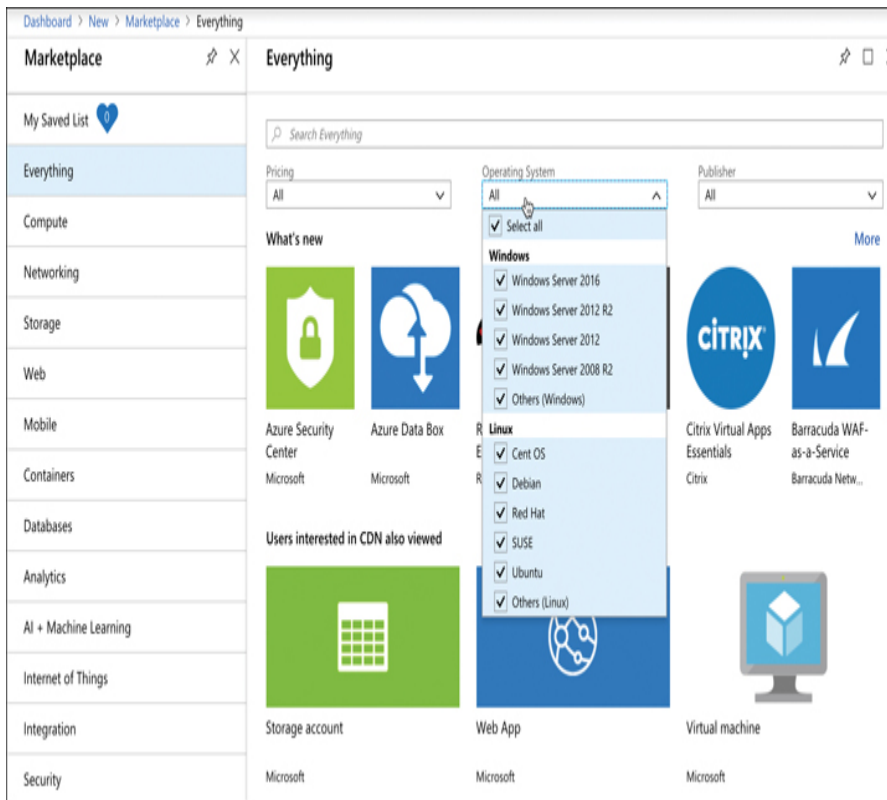 Dashboard > New > Marketplace > Everything
Marketplace
My Saved List 0
Everything
Compute
Networking
Storage
Web
Mobile
Containers
Databases
Analytics
AI + Machine Learning
Internet of Things
Integration
Security
Everything
Search Everything
Pricing
All
Operating System
All
Select all
Windows
Windows Server 2016
Windows Server 2012 R2
Windows Server 2012
Windows Server 2008 R2
Others (Windows)
Linux
Cent OS
Debian
Red Hat
SUSE
Ubuntu
Others (Linux)
Publisher
All
What's new
More
Azure Security
Center
Microsoft
Azure Data Box
Microsoft
R
E
R
CITRIX
Citrix Virtual Apps
Essentials
Citrix
Barracuda WAF-
as-a-Service
Barracuda Netw...
Users interested in CDN also viewed
Storage account
Microsoft
Web App
Microsoft
Virtual machine
Microsoft